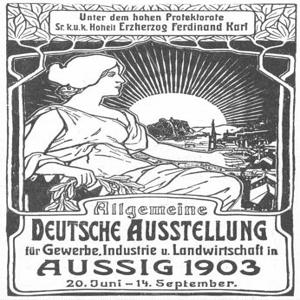 Unter dem hohen Protektorate
Sr. k.u.k. Hoheit Erzherzog Ferdinand Karl
Allgemeine
DEUTSCHE AUSSTELLUNG
für Gewerbe, Industrie u. Landwirtschaft in
AUSSIG 1903
20. Juni - 14. September.